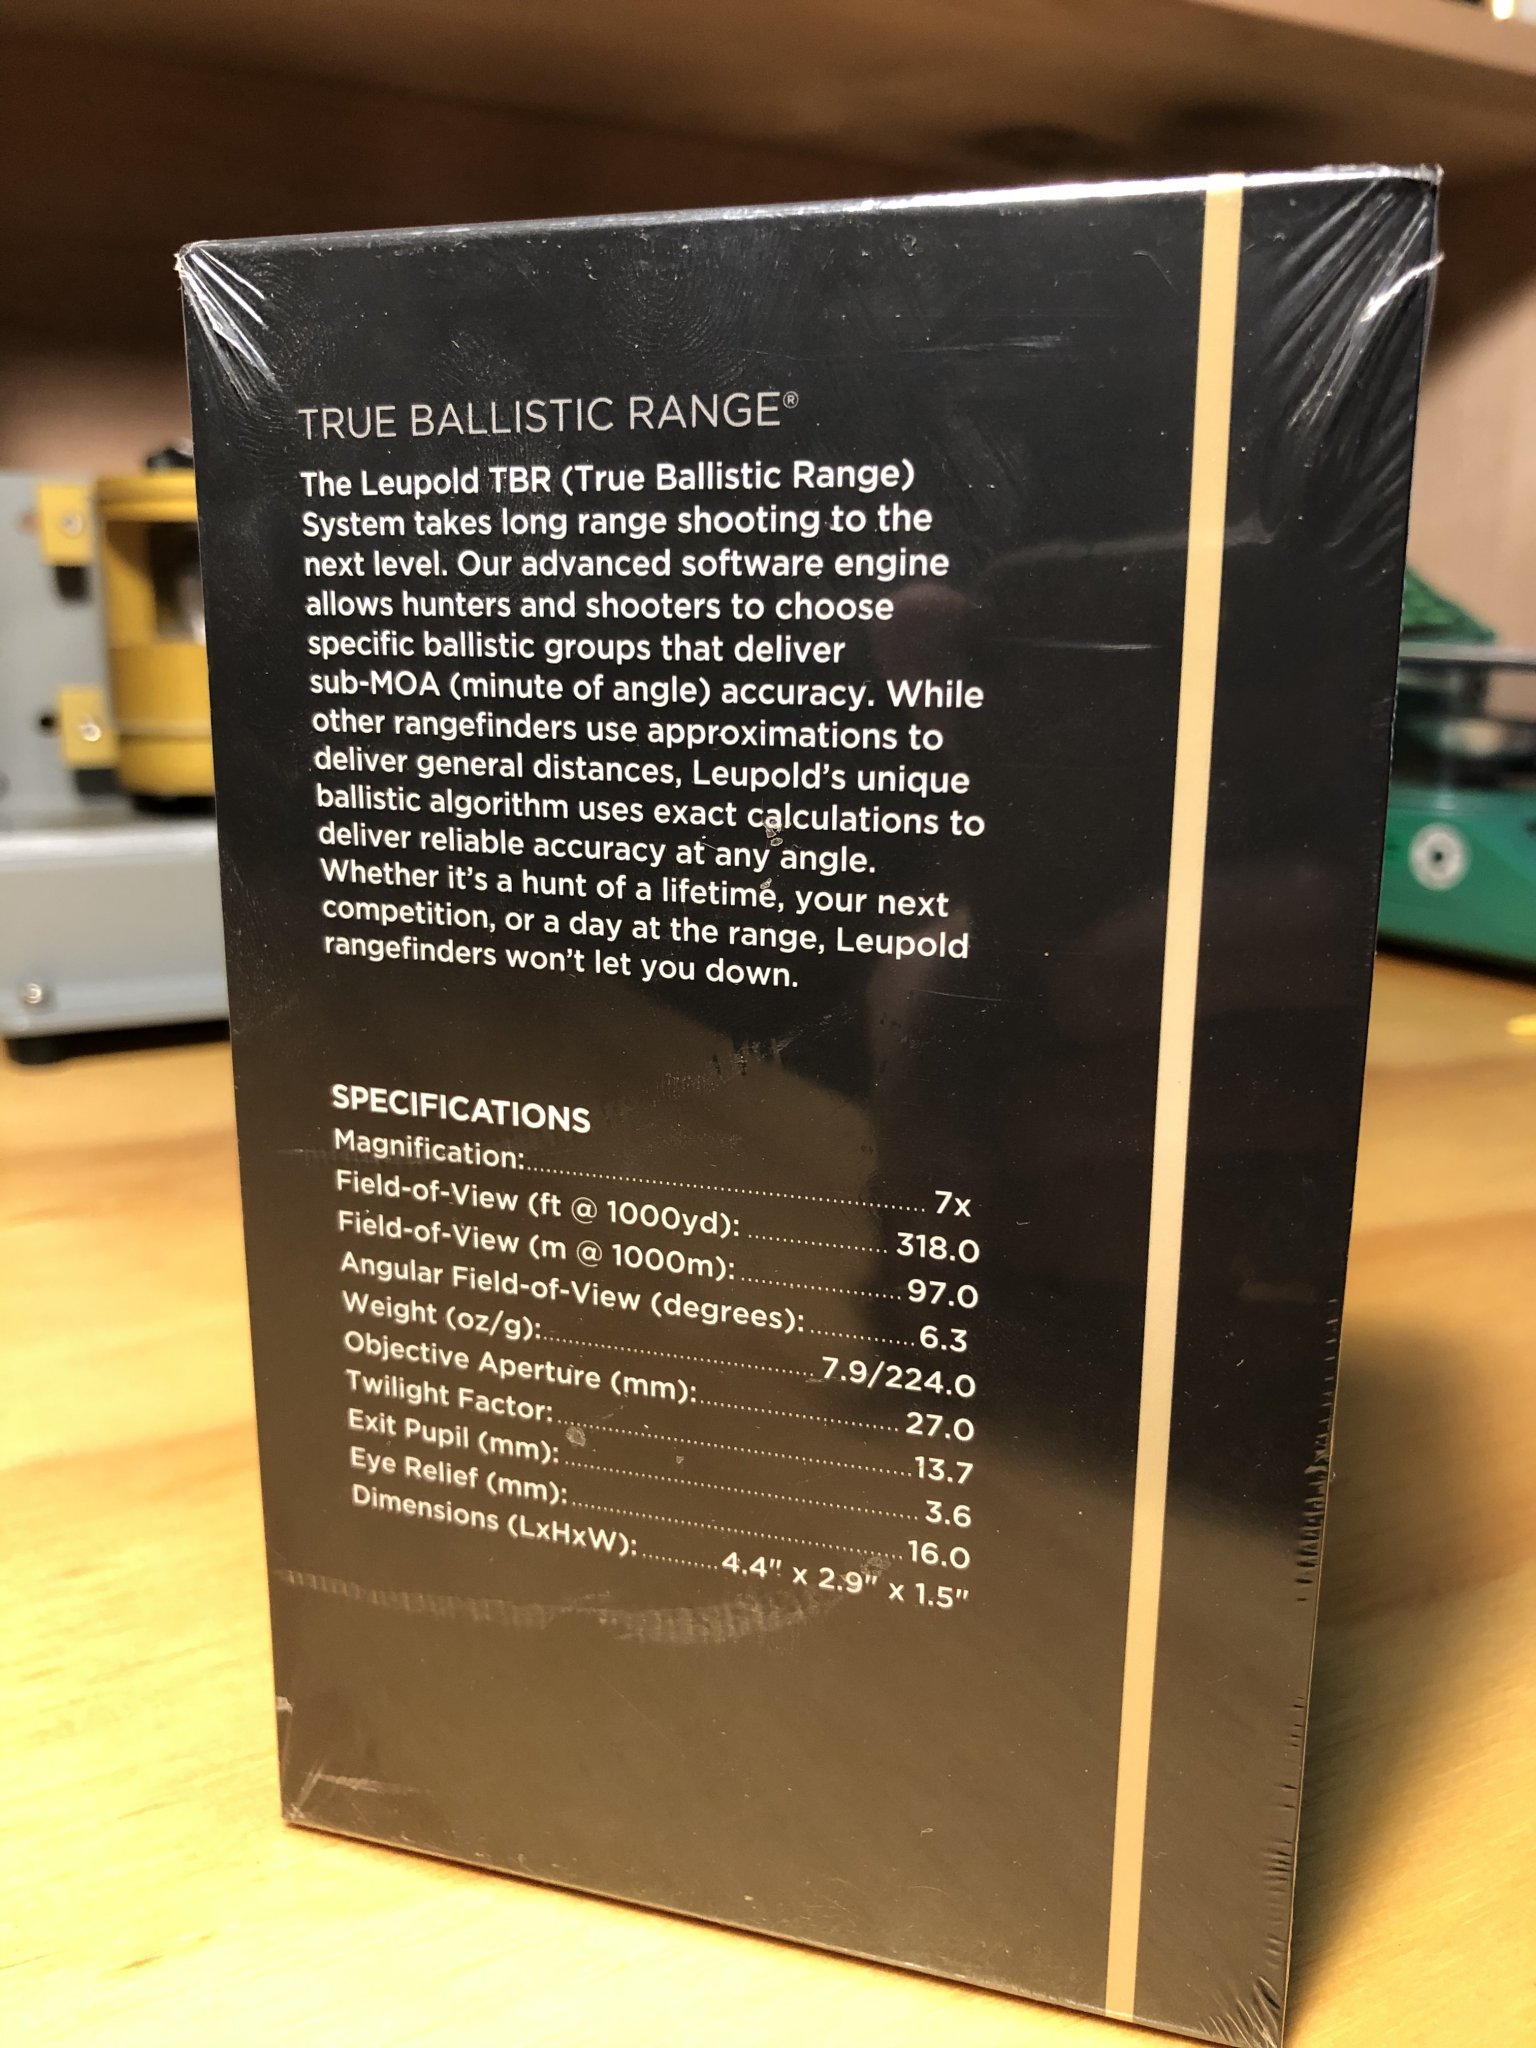 TRUE BALLISTIC RANGE®
The Leupold TBR (True Ballistic Range)
System takes long range shooting to the
next level. Our advanced software engine
allows hunters and shooters to choose
specific ballistic groups that deliver
sub-MOA (minute of angle) accuracy. While
other rangefinders use approximations to
deliver general distances, Leupold's unique
ballistic algorithm uses exact calculations to
deliver reliable accuracy at any angle.
Whether it's a hunt of a lifetime, your next
competition, or a day at the range, Leupold
rangefinders won't let you down.
SPECIFICATIONS
Magnification:.......... 7x
Field-of-View (ft @ 1000yd):.......... 318.0
Field-of-View (m @ 1000m):.......... 97.0
Angular Field-of-View (degrees):.......... 6.3
Weight (oz/g):.......... 7.9/224.0
Objective Aperture (mm):.......... 27.0
Twilight Factor:.......... 13.7
Exit Pupil (mm):.......... 3.6
Eye Relief (mm):.......... 16.0
Dimensions (LxHxW):.......... 4.4" x 2.9" x 1.5"